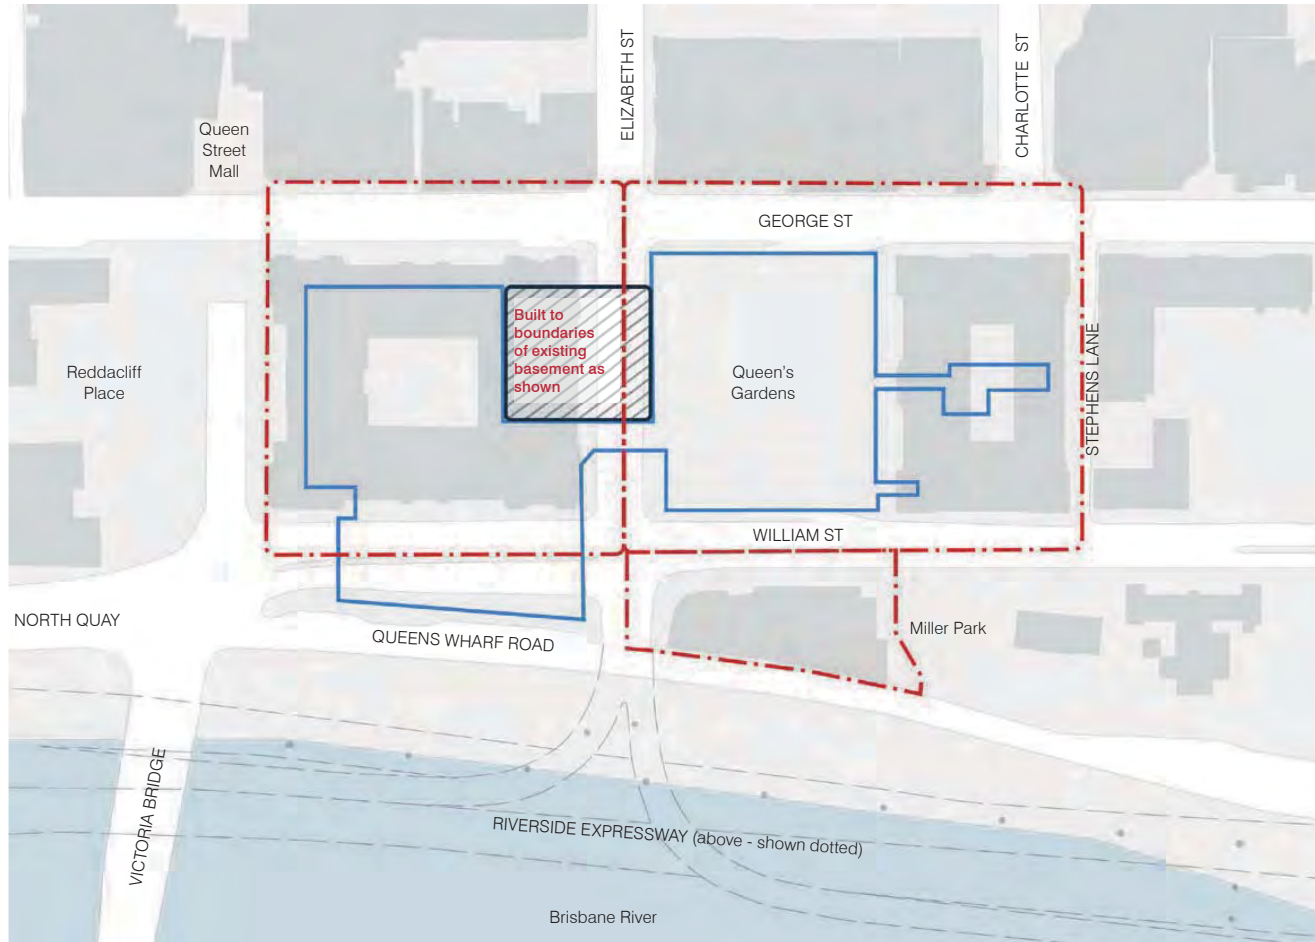 ELIZABETH ST
CHARLOTTE ST
Queen
Street
Mall
GEORGE ST
Built to
boundaries
of existing
basement as
shown
Reddacliff
Place
Queen's
Gardens
STEPHENS LANE
WILLIAM ST
NORTH QUAY
QUEENS WHARF ROAD
Miller Park
VICTORIA BRIDGE
RIVERSIDE EXPRESSWAY (above - shown dotted)
Brisbane River